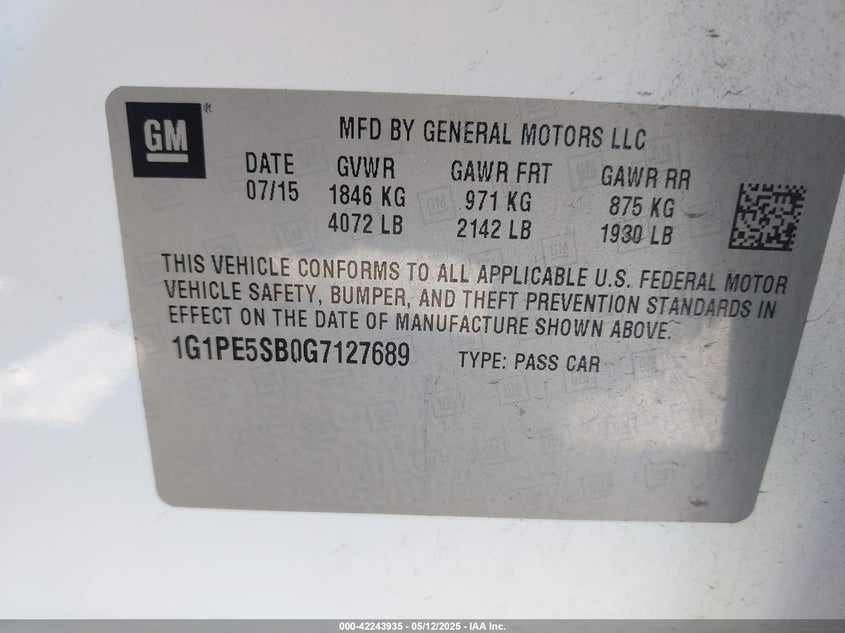 GM®
MFD BY GENERAL MOTORS LLC
DATE GVWR GAWR FRT GAWR RR
07/15 1846 KG 971 KG 875 KG
4072 LB 2142 LB 1930 LB
THIS VEHICLE CONFORMS TO ALL APPLICABLE U.S. FEDERAL MOTOR
VEHICLE SAFETY, BUMPER, AND THEFT PREVENTION STANDARDS IN
EFFECT ON THE DATE OF MANUFACTURE SHOWN ABOVE.
1G1PE5SB0G7127689 TYPE: PASS CAR
000-42243935 - 05/12/2025 - IAA Inc.